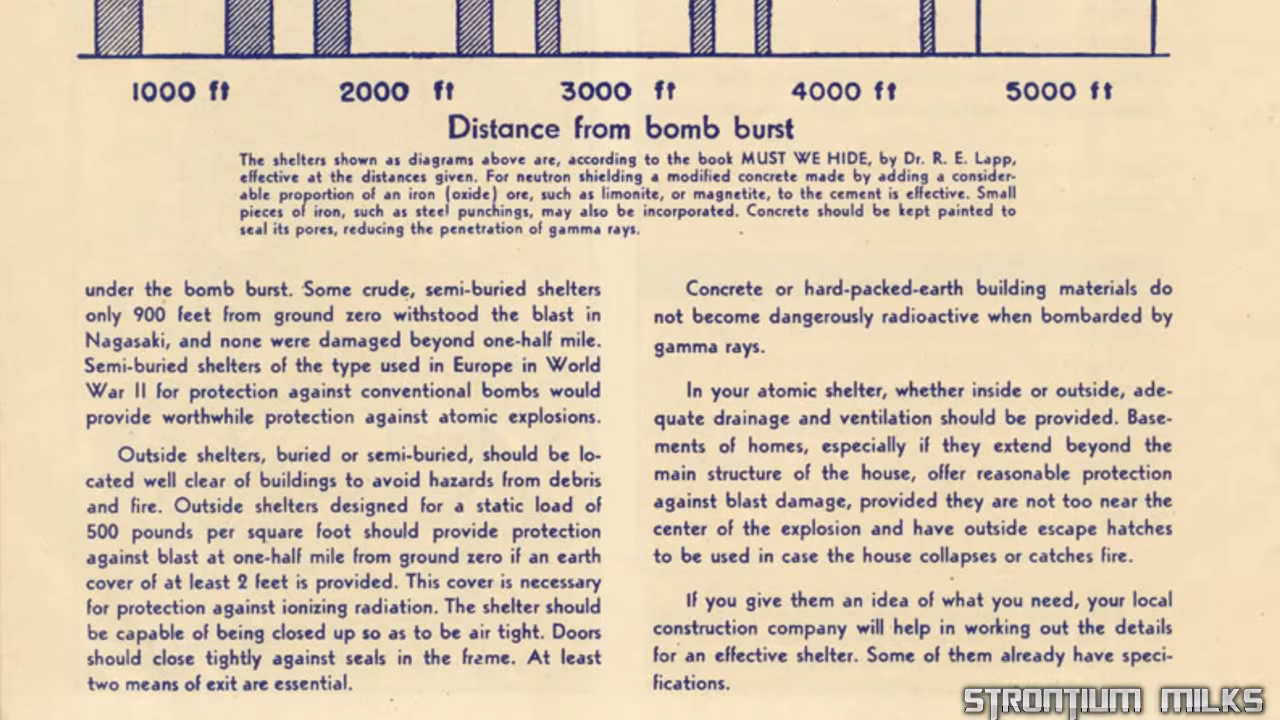 1000 ft 2000 ft 3000 ft 4000 ft 5000 ft
Distance from bomb burst
The shelters shown as diagrams above are, according to the book MUST WE HIDE, by Dr. R. E. Lapp,
effective at the distances given. For neutron shielding a modified concrete made by adding a consider-
able proportion of an iron (oxide) ore, such as limonite, or magnetite, to the cement is effective. Small
pieces of iron, such as steel punchings, may also be incorporated. Concrete should be kept painted to
seal its pores, reducing the penetration of gamma rays.
under the bomb burst. Some crude, semi-buried shelters
only 900 feet from ground zero withstood the blast in
Nagasaki, and none were damaged beyond one-half mile.
Semi-buried shelters of the type used in Europe in World
War II for protection against conventional bombs would
provide worthwhile protection against atomic explosions.
Outside shelters, buried or semi-buried, should be lo-
cated well clear of buildings to avoid hazards from debris
and fire. Outside shelters designed for a static load of
500 pounds per square foot should provide protection
against blast at one-half mile from ground zero if an earth
cover of at least 2 feet is provided. This cover is necessary
for protection against ionizing radiation. The shelter should
be capable of being closed up so as to be air tight. Doors
should close tightly against seals in the frame. At least
two means of exit are essential.
Concrete or hard-packed-earth building materials do
not become dangerously radioactive when bombarded by
gamma rays.
In your atomic shelter, whether inside or outside, ade-
quate drainage and ventilation should be provided. Base-
ments of homes, especially if they extend beyond the
main structure of the house, offer reasonable protection
against blast damage, provided they are not too near the
center of the explosion and have outside escape hatches
to be used in case the house collapses or catches fire.
If you give them an idea of what you need, your local
construction company will help in working out the details
for an effective shelter. Some of them already have speci-
fications.
STRONTIUM MILKS